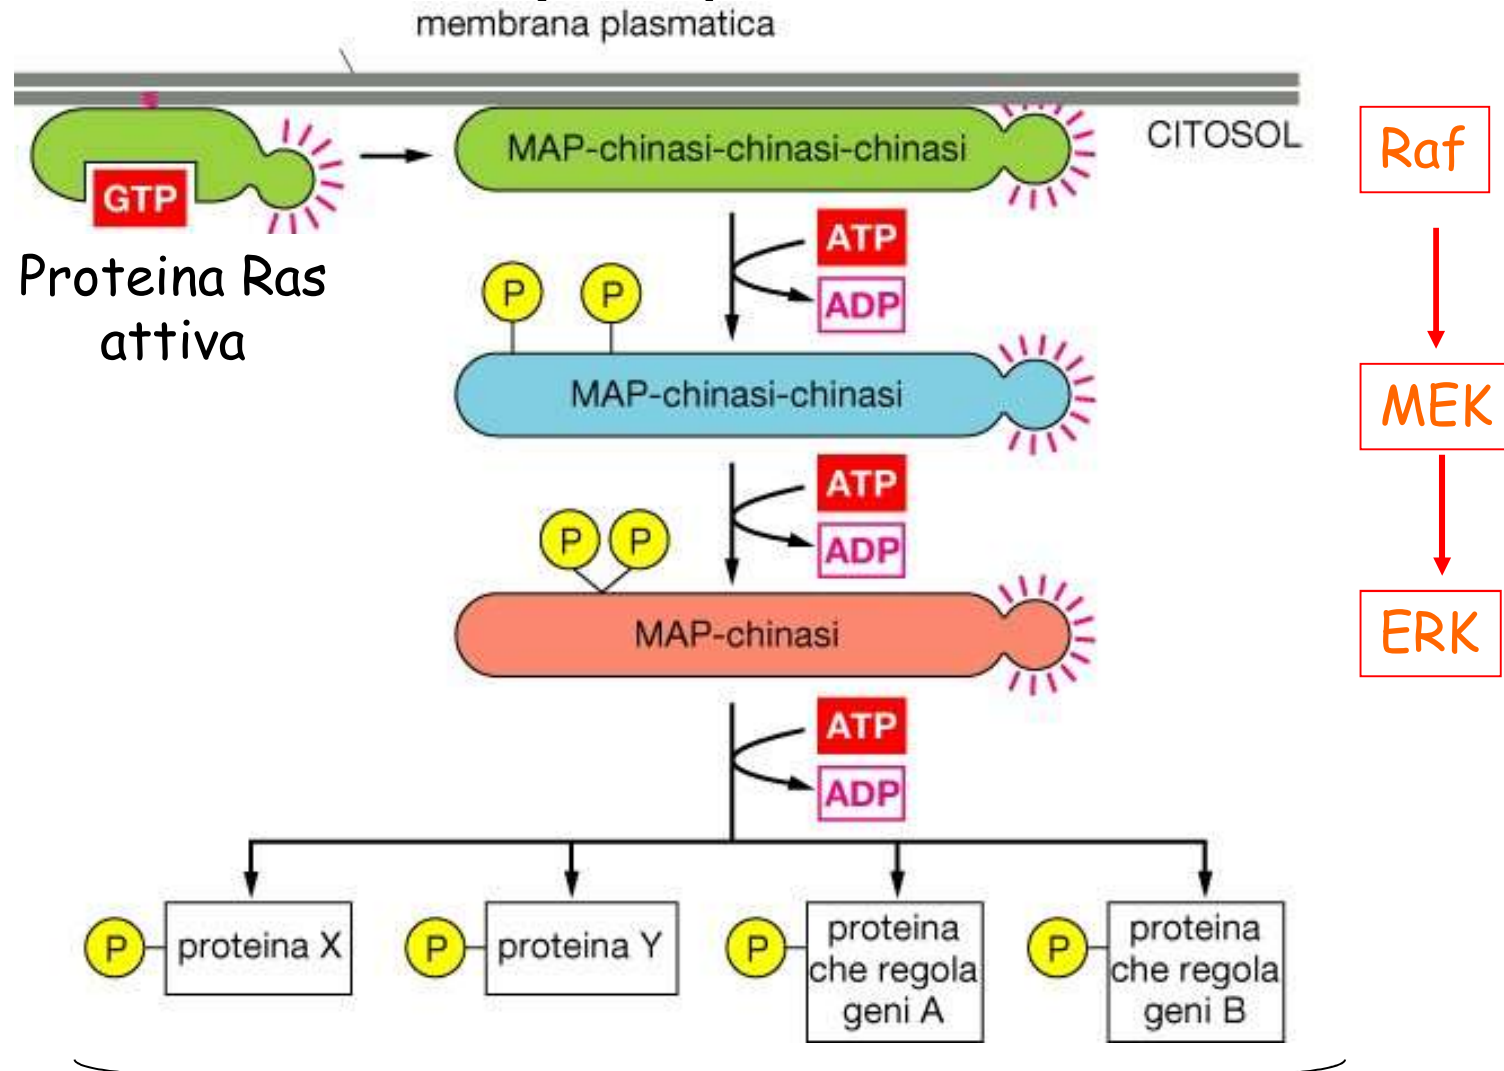 membrana plasmatica
MAP-chinasi-chinasi-chinasi
CITOSOL
Raf
GTP
Proteina Ras
attiva
ATP
ADP
P
P
MAP-chinasi-chinasi
MEK
ATP
ADP
P
P
MAP-chinasi
ERK
ATP
ADP
P
proteina X
P
proteina Y
P
proteina
che regola
geni A
P
proteina
che regola
geni B